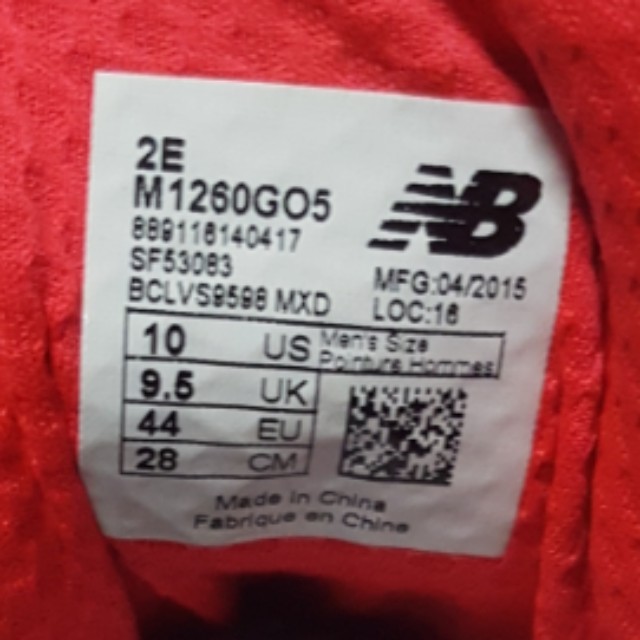 2E
M1260GO5
889116140417
SF53083
BCLVS9598 MXD
NB
MFG:04/2015
LOC:16
10 US Men's Size
Pointure Hommes
9.5 UK
44 EU
28 CM
Made in China
Fabrique en Chine